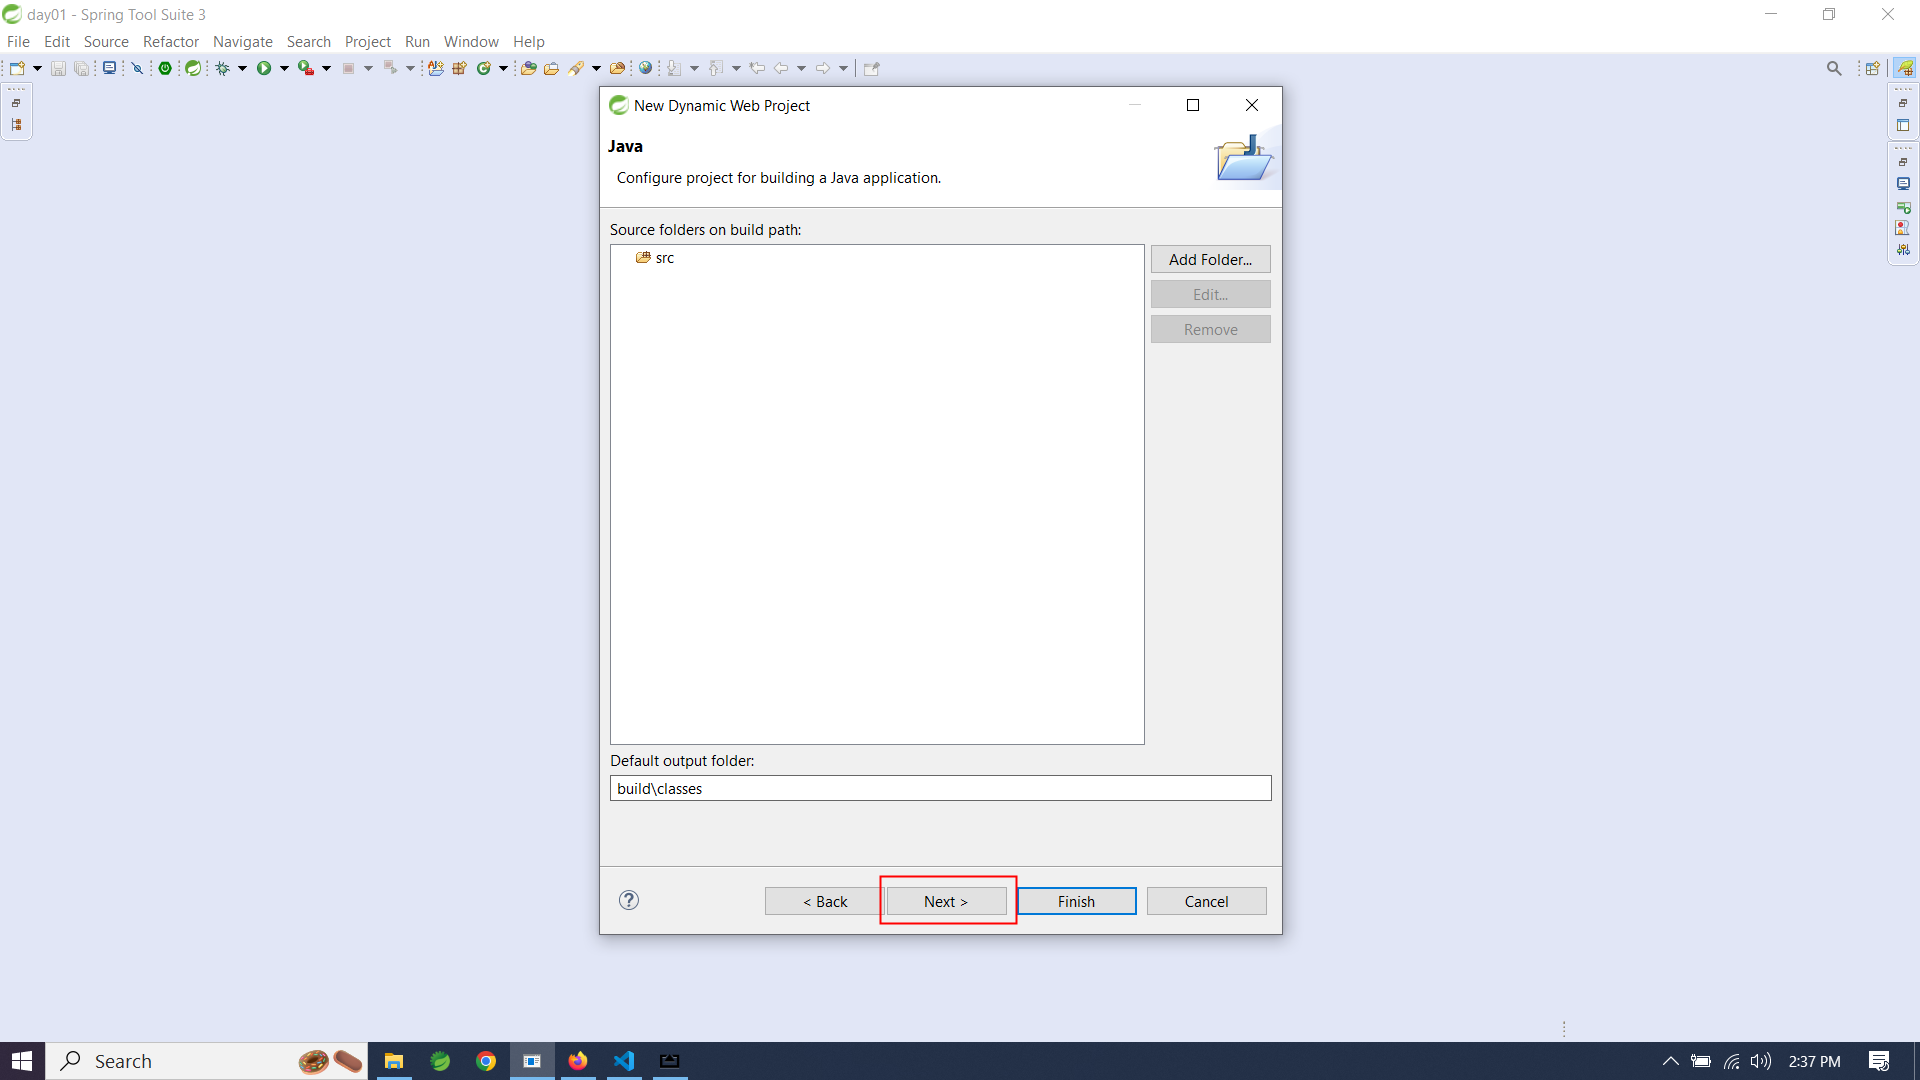 day01 - Spring Tool Suite 3
File Edit Source Refactor Navigate Search Project Run Window Help
New Dynamic Web Project
Java
Configure project for building a Java application.
Source folders on build path:
src
Add Folder...
Edit...
Remove
Default output folder:
build\classes
< Back Next > Finish Cancel
Search
2:37 PM